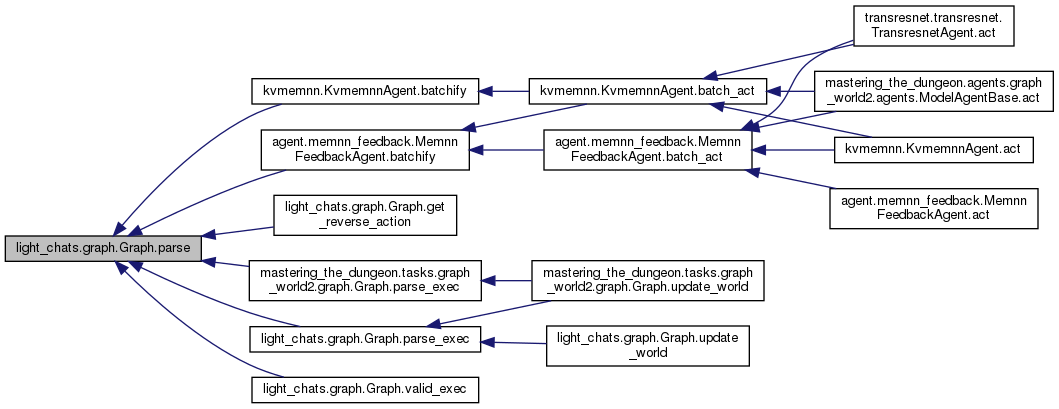 transresnet.transresnet.
TransresnetAgent.act
kvmemnn.KvmemnnAgent.batchify
kvmemnn.KvmemnnAgent.batch_act
mastering_the_dungeon.agents.graph
_world2.agents.ModelAgentBase.act
agent.memnn_feedback.Memnn
FeedbackAgent.batchify
agent.memnn_feedback.Memnn
FeedbackAgent.batch_act
kvmemnn.KvmemnnAgent.act
light_chats.graph.Graph.get
_reverse_action
agent.memnn_feedback.Memnn
FeedbackAgent.act
light_chats.graph.Graph.parse
mastering_the_dungeon.tasks.graph
_world2.graph.Graph.parse_exec
mastering_the_dungeon.tasks.graph
_world2.graph.Graph.update_world
light_chats.graph.Graph.parse_exec
light_chats.graph.Graph.update
_world
light_chats.graph.Graph.valid_exec